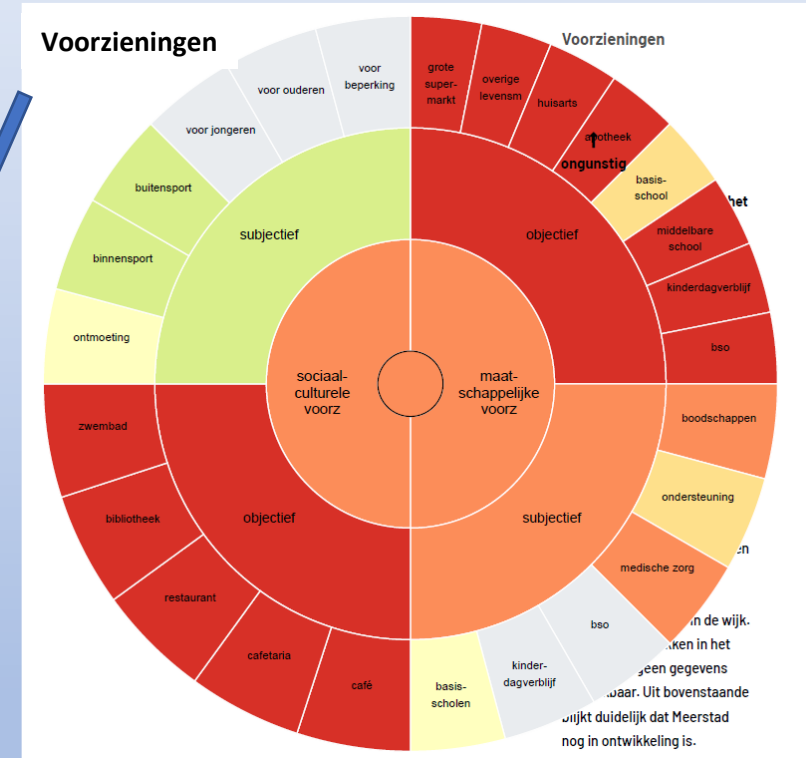 Voorzieningen
Voorzieningen
grote
super-
markt
overige
levensm
huisarts
apotheek
ongunstig
basis-
school
het
middelbare
school
kinderdagverblijf
bso
objectief
maat-
schappelijke
voorz
subjectief
boodschappen
ondersteuning
medische zorg
bso
kinder-
dagverblijf
basis-
scholen
café
cafetaria
restaurant
bibliotheek
zwembad
objectief
sociaal-
culturele
voorz
subjectief
ontmoeting
binnensport
buitensport
voor jongeren
voor ouderen
voor
beperking
en
in de wijk.
in het
geen gegevens
Uit bovenstaande
blijkt duidelijk dat Meerstad
nog in ontwikkeling is.